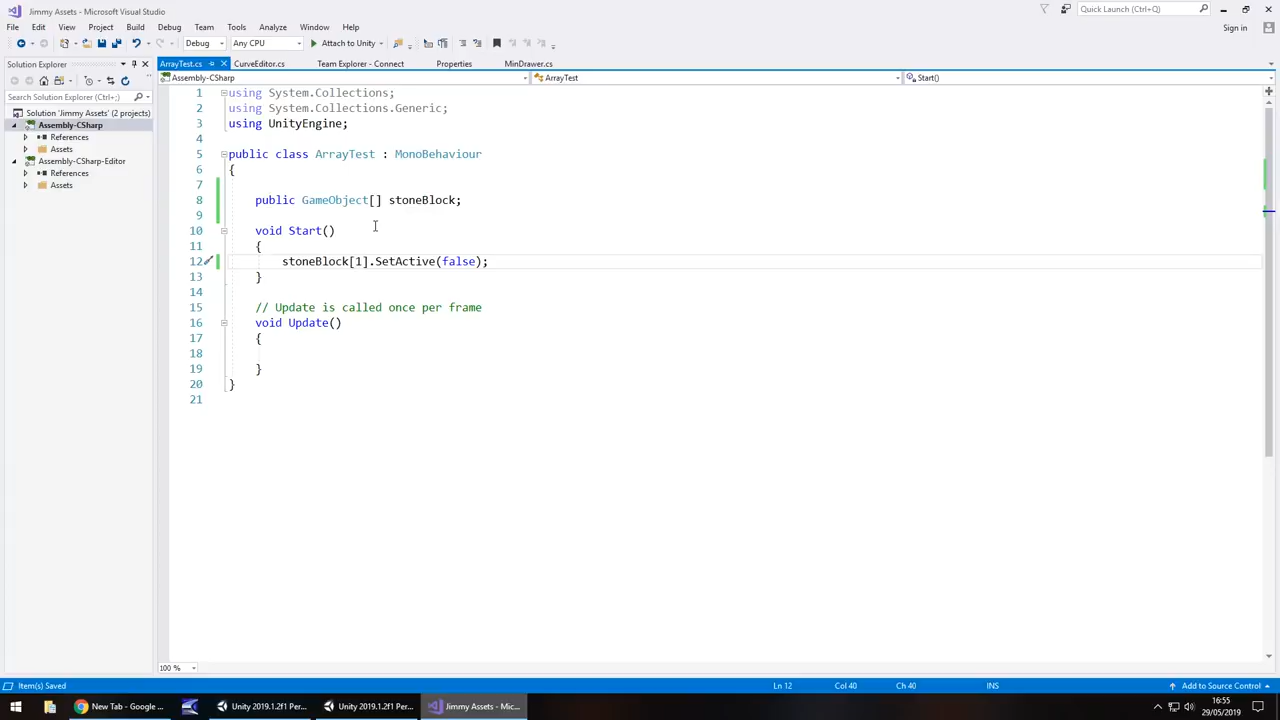 Jimmy Assets - Microsoft Visual Studio
Quick Launch (Ctrl+Q)
File Edit View Project Build Debug Team Tools Analyze Window Help
Sign in
Debug Any CPU Attach to Unity
Solution Explorer
ArrayTest.cs CurveEditor.cs Team Explorer - Connect Properties MinDrawer.cs
Assembly-CSharp ArrayTest Start()
Search Solution Explorer (Ctrl+;)
Solution 'Jimmy Assets' (2 projects)
Assembly-CSharp
References
Assets
Assembly-CSharp-Editor
References
Assets
1 using System.Collections;
2 using System.Collections.Generic;
3 using UnityEngine;
4
5 public class ArrayTest : MonoBehaviour
6 {
7
8 public GameObject[] stoneBlock;
9
10 void Start()
11 {
12 stoneBlock[1].SetActive(false);
13 }
14
15 // Update is called once per frame
16 void Update()
17 {
18
19 }
20 }
21
100 %
Item(s) Saved Ln 12 Col 40 Ch 40 INS Add to Source Control
New Tab - Google ... Unity 2019.1.2f1 Per... Unity 2019.1.2f1 Per... Jimmy Assets - Mic...
16:55
29/05/2019